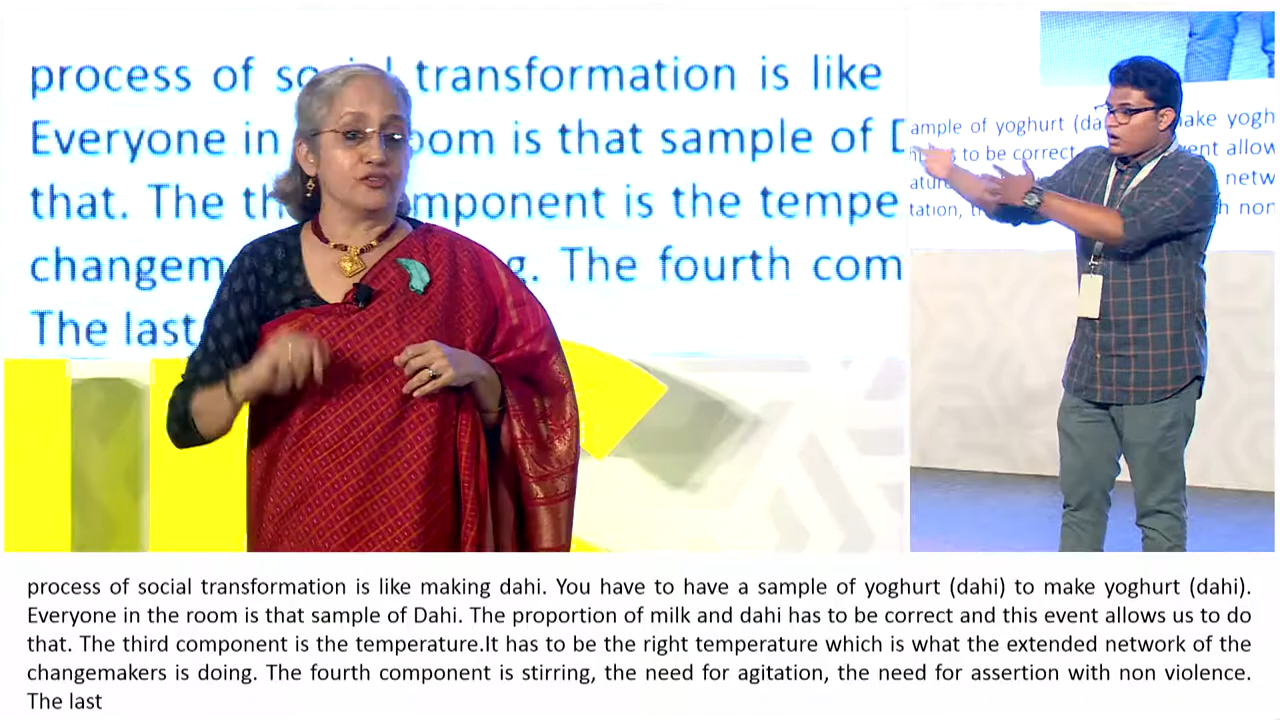 process of social transformation is like
Everyone in room is that sample of
that. The component is the tempe
changem g. The fourth com
The last
ample of yoghurt (da ake yogh
to be correct ent allow
atu netw
tation, h non
process of social transformation is like making dahi. You have to have a sample of yoghurt (dahi) to make yoghurt (dahi).
Everyone in the room is that sample of Dahi. The proportion of milk and dahi has to be correct and this event allows us to do
that. The third component is the temperature.It has to be the right temperature which is what the extended network of the
changemakers is doing. The fourth component is stirring, the need for agitation, the need for assertion with non violence.
The last